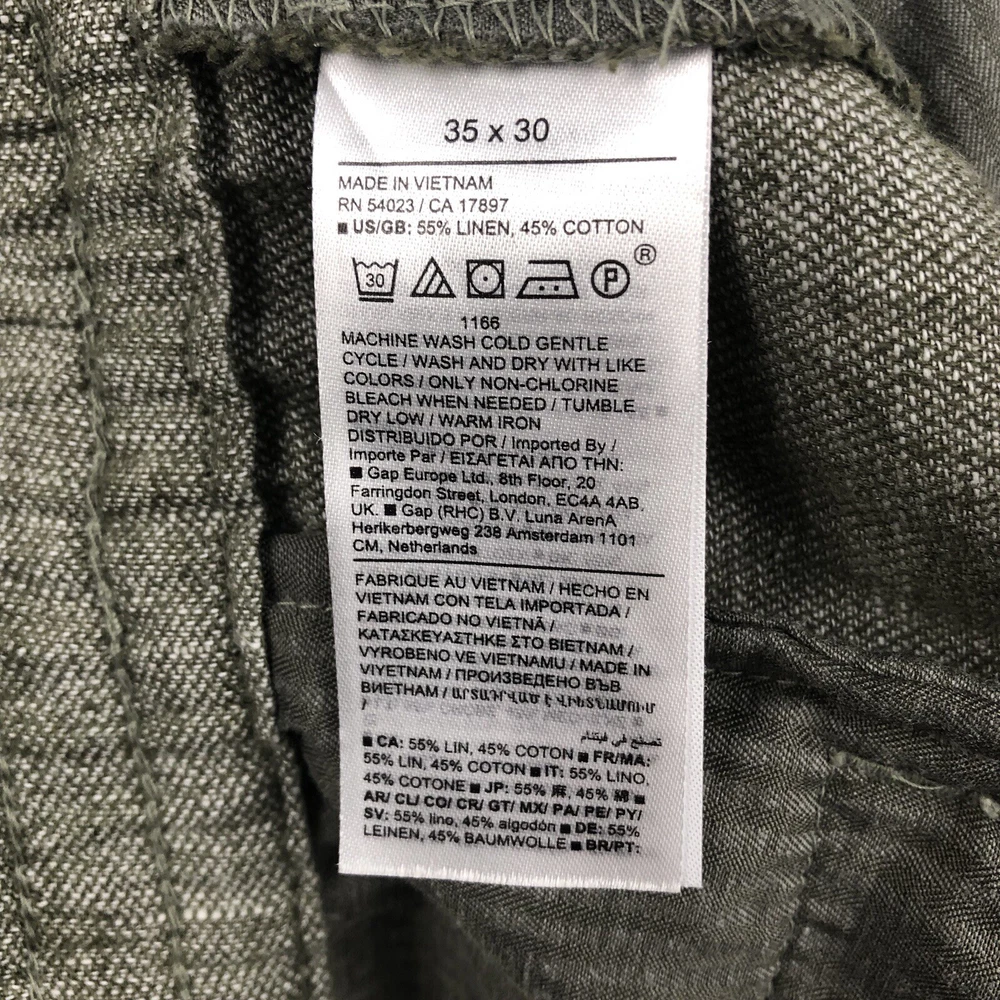 35 x 30
MADE IN VIETNAM
RN 54023 / CA 17897
■ US/GB: 55% LINEN, 45% COTTON
30 P ®
1166
MACHINE WASH COLD GENTLE
CYCLE / WASH AND DRY WITH LIKE
COLORS / ONLY NON-CHLORINE
BLEACH WHEN NEEDED / TUMBLE
DRY LOW / WARM IRON
DISTRIBUIDO POR / Imported By /
Importe Par / ΕΙΣΑΓΕΤΑΙ ΑΠΟ ΤΗΝ:
■ Gap Europe Ltd., 8th Floor, 20
Farringdon Street, London, EC4A 4AB,
UK. ■ Gap (RHC) B.V. Luna ArenA,
Herikerbergweg 238 Amsterdam 1101
CM, Netherlands
FABRIQUE AU VIETNAM / HECHO EN
VIETNAM CON TELA IMPORTADA /
FABRICADO NO VIETNÃ /
ΚΑΤΑΣΚΕΥΑΣΤΗΚΕ ΣΤΟ ΒΙΕΤΝΑΜ /
VYROBENO VE VIETNAMU / MADE IN
VIYETNAM / ПРОИЗВЕДЕНО ВЪВ
ВИЕТНАМ / ԱՐՏԱԴՐՎԱԾ Է ՎԻԵՏՆԱՄՈՒՄ
/
تصنع في فيتنام
■ CA: 55% LIN, 45% COTON ■ FR/MA:
55% LIN, 45% COTON ■ IT: 55% LINO,
45% COTONE ■ JP: 55% 麻, 45% 綿 ■
AR/ CL/ CO/ CR/ GT/ MX/ PA/ PE/ PY/
SV: 55% lino, 45% algodón ■ DE: 55%
LEINEN, 45% BAUMWOLLE ■ BR/PT: